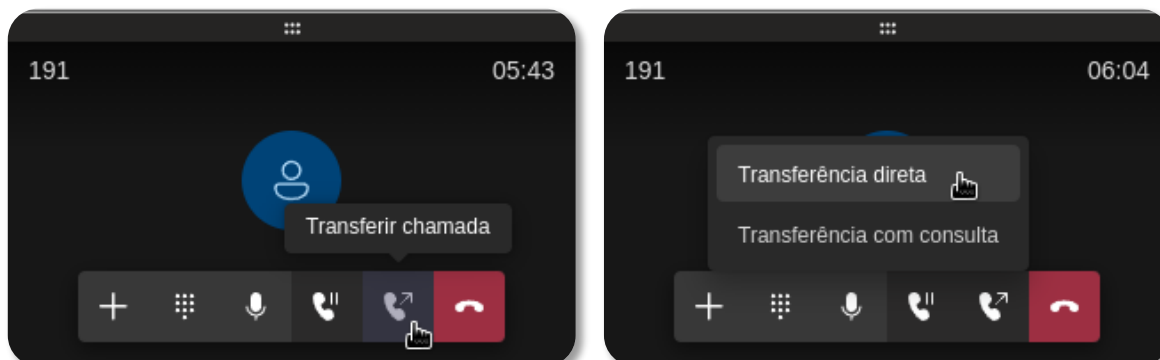 191 05:43
Transferir chamada
191 06:04
Transferência direta
Transferência com consulta